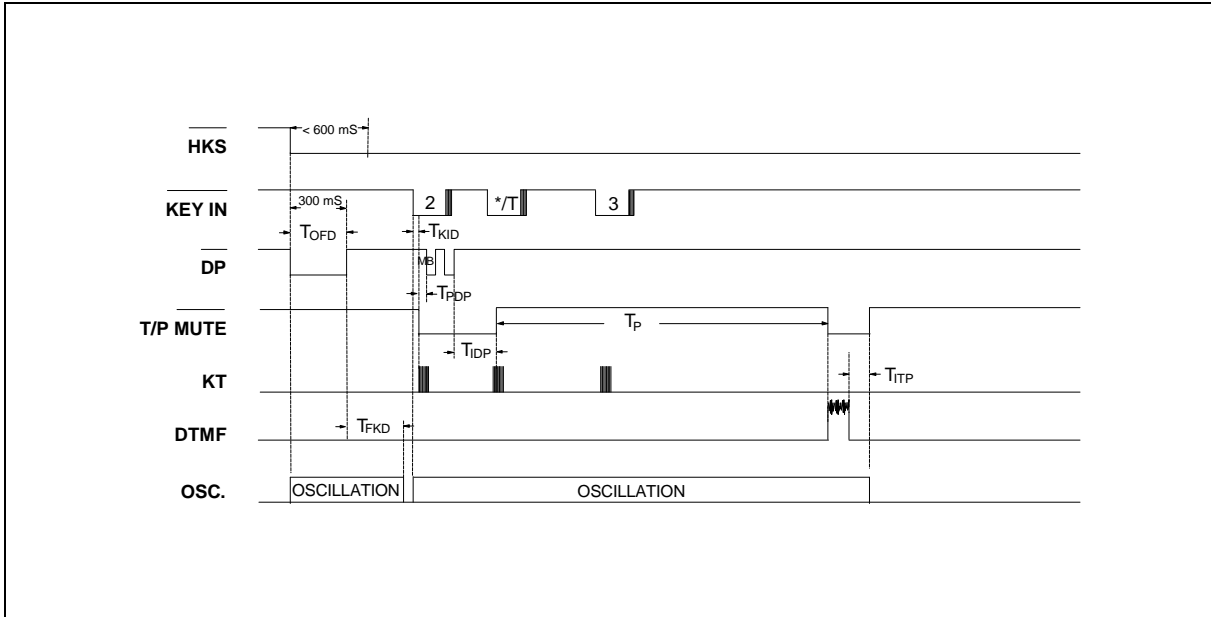 < 600 mS
HKS
KEY IN
2
*/T
3
300 mS
TOFD
TKID
DP
MB
TPDP
T/P MUTE
TP
TIDP
KT
TITP
DTMF
TFKD
OSC.
OSCILLATION
OSCILLATION